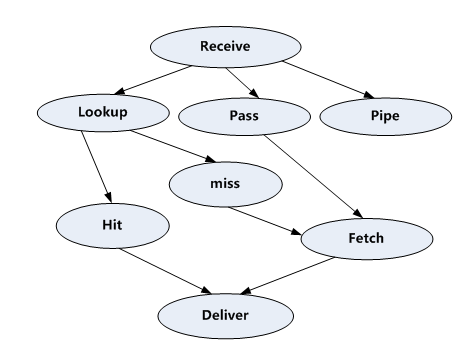 Receive
Lookup
Pass
Pipe
miss
Hit
Fetch
Deliver